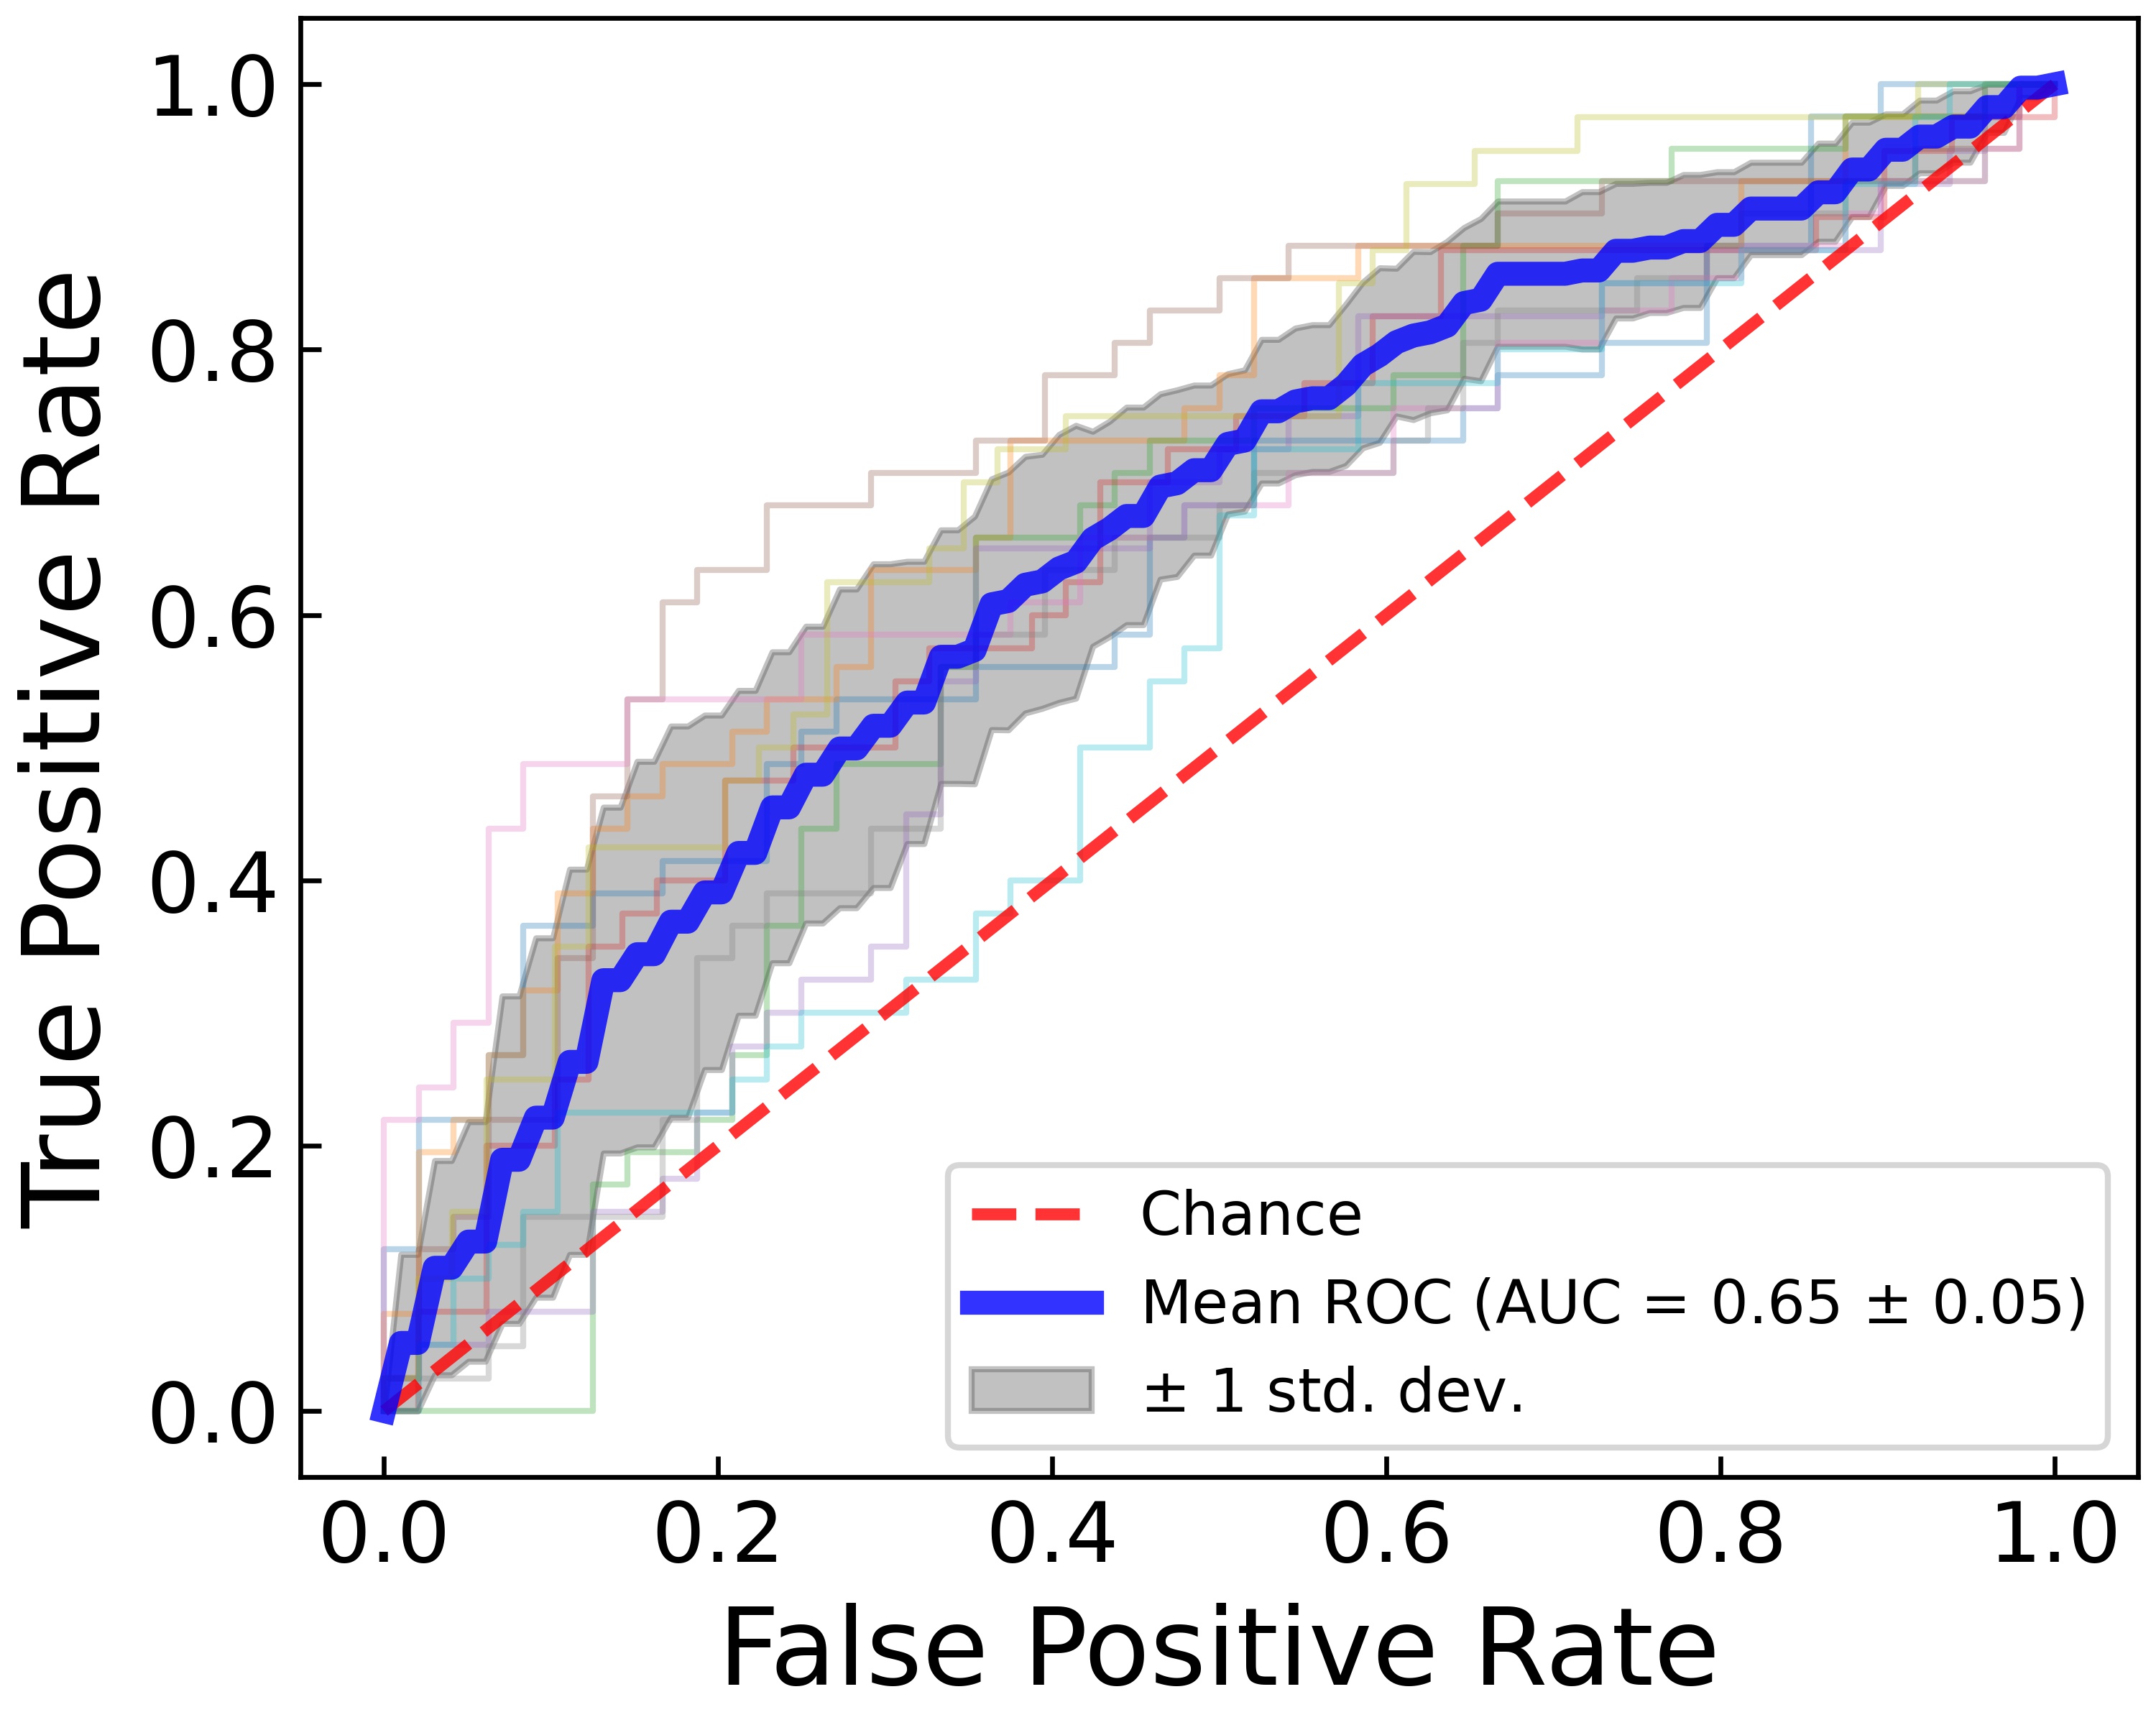 True Positive Rate
1.0
0.8
0.6
0.4
0.2
0.0
Chance
Mean ROC (AUC = 0.65 ± 0.05)
± 1 std. dev.
0.0 0.2 0.4 0.6 0.8 1.0
False Positive Rate